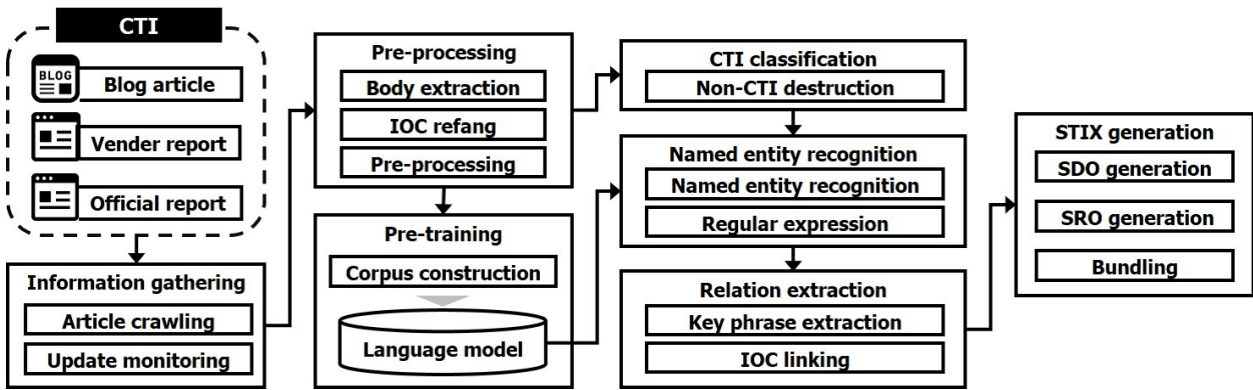 CTI
BLOG
Blog article
Vender report
Official report
Information gathering
Article crawling
Update monitoring
Pre-processing
Body extraction
IOC refang
Pre-processing
Pre-training
Corpus construction
Language model
CTI classification
Non-CTI destruction
Named entity recognition
Named entity recognition
Regular expression
Relation extraction
Key phrase extraction
IOC linking
STIX generation
SDO generation
SRO generation
Bundling